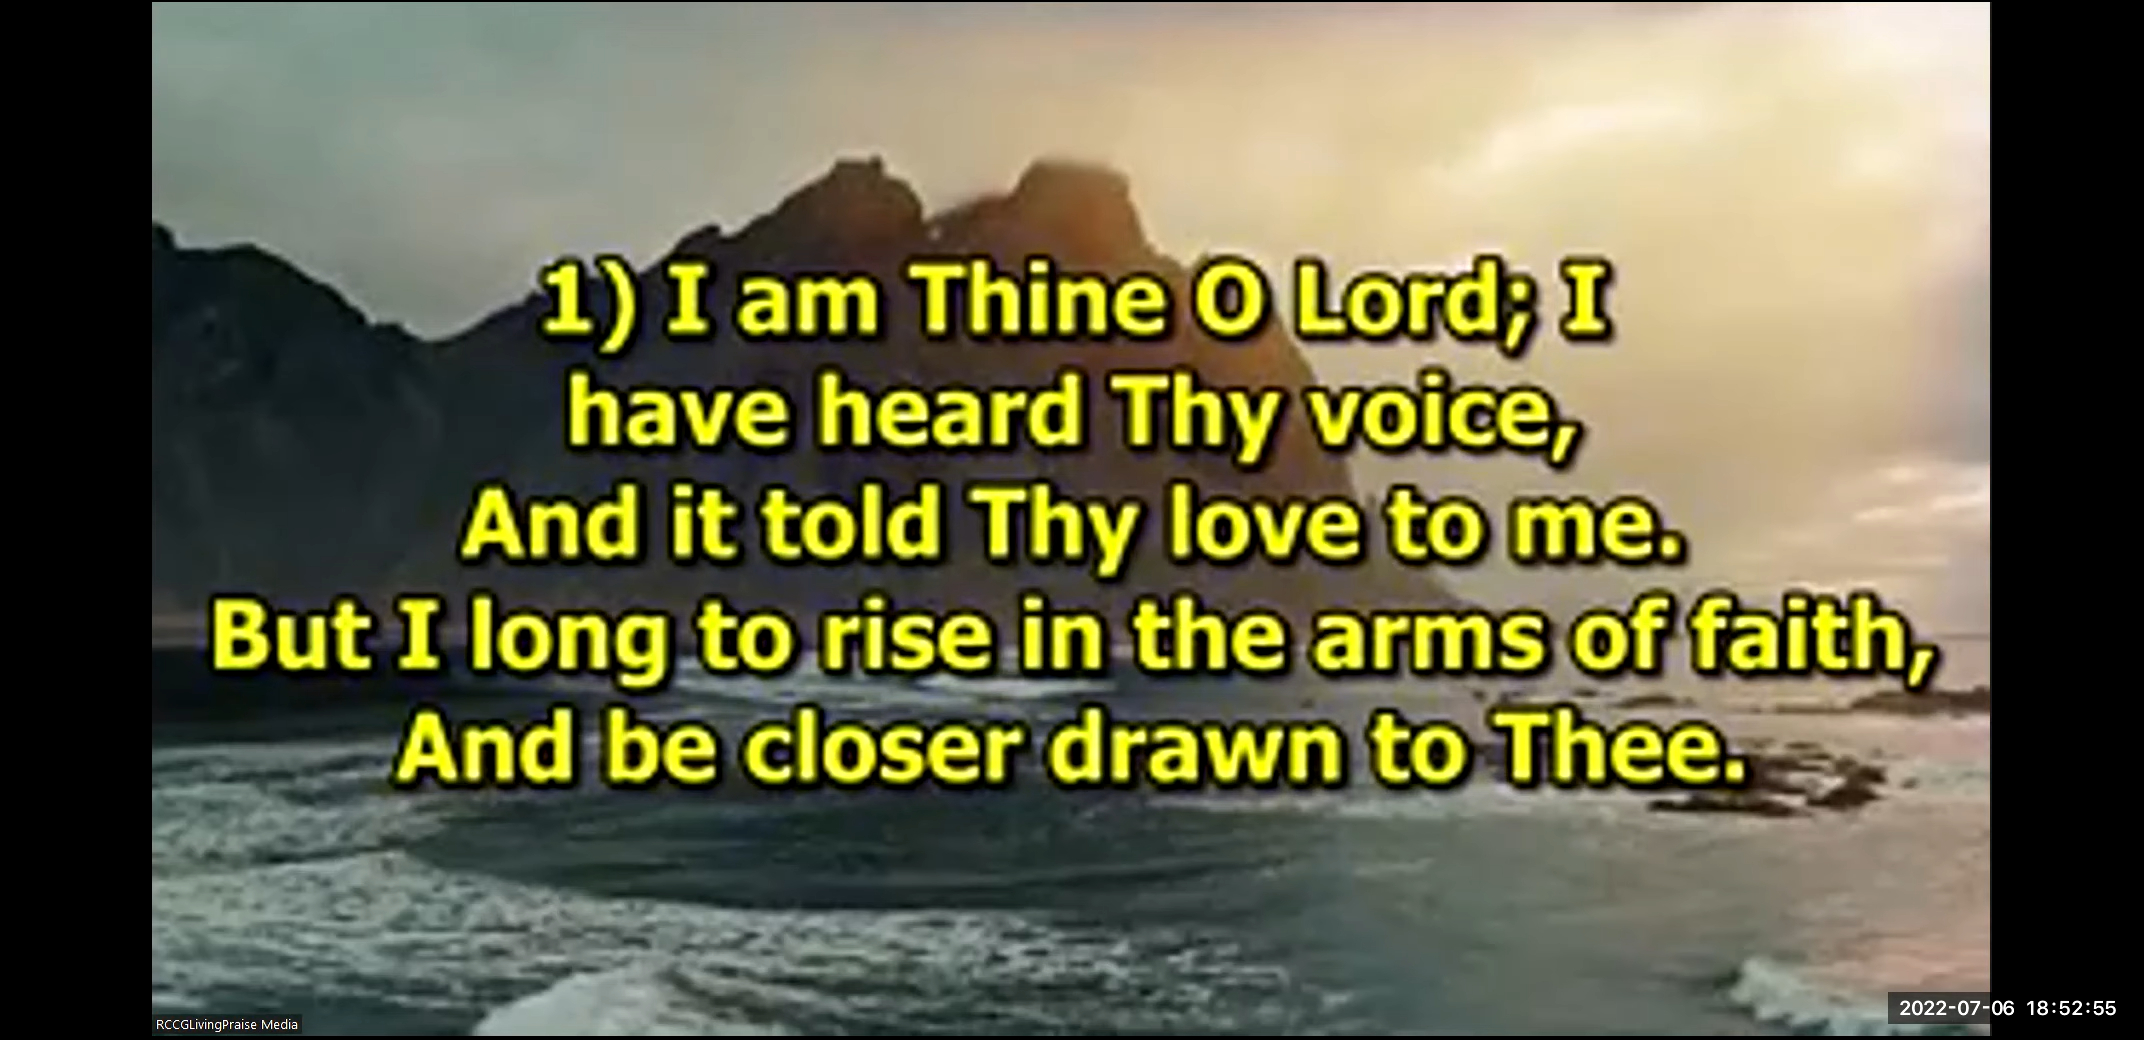 1) I am Thine O Lord; I
have heard Thy voice,
And it told Thy love to me.
But I long to rise in the arms of faith,
And be closer drawn to Thee.
RCCGLivingPraise Media
2022-07-06 18:52:55